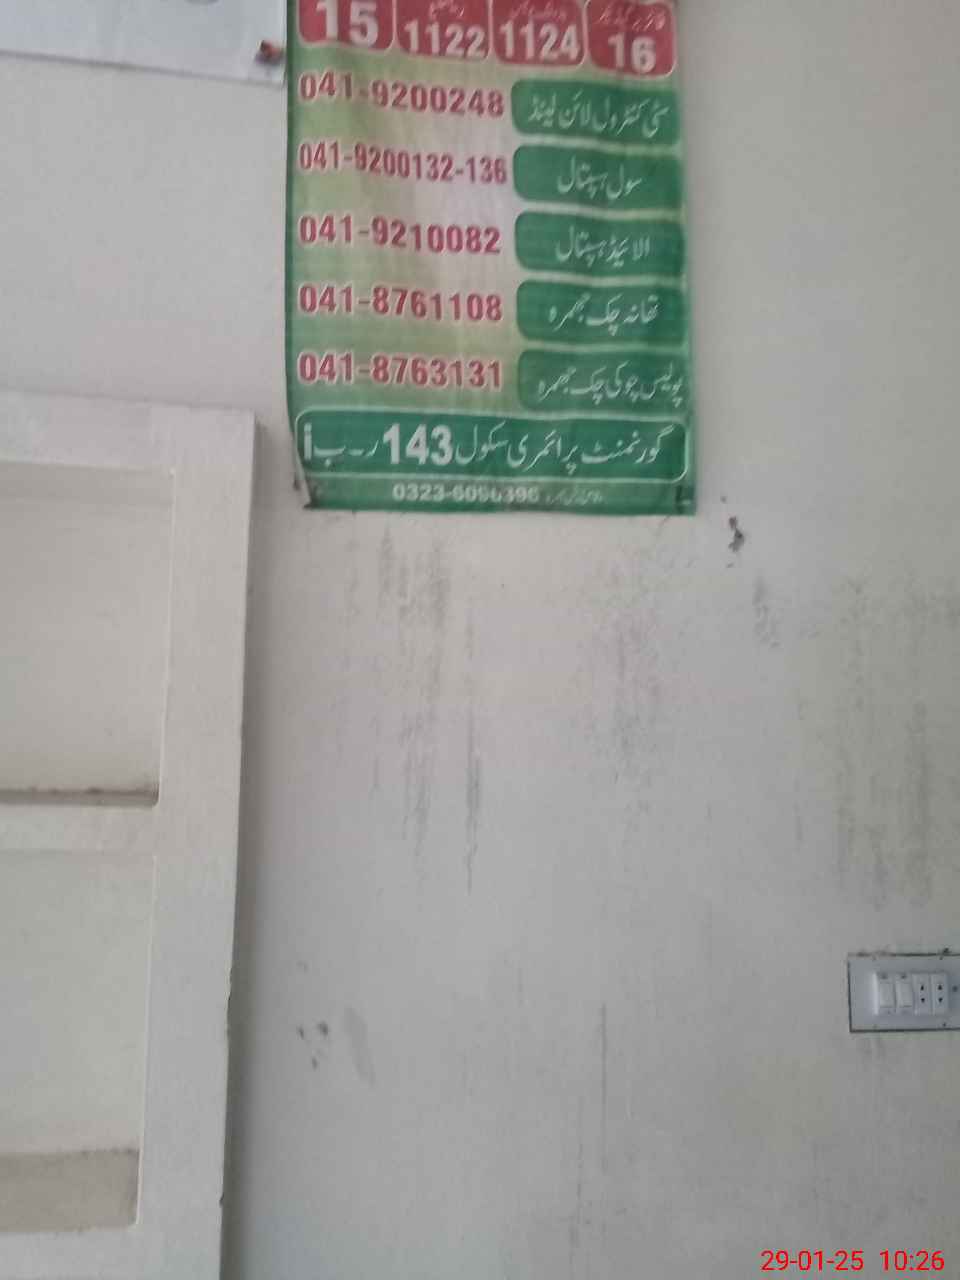 15 1122 1124 16
041-9200248 سٹی کنٹرول لائن لینڈ
041-9200132-136 سول ہسپتال
041-9210082 الائیڈ ہسپتال
041-8761108 تھانہ چک جھمرہ
041-8763131 پولیس چوکی چک جھمرہ
گورنمنٹ پرائمری سکول 143 ر-ب i
29-01-25 10:26